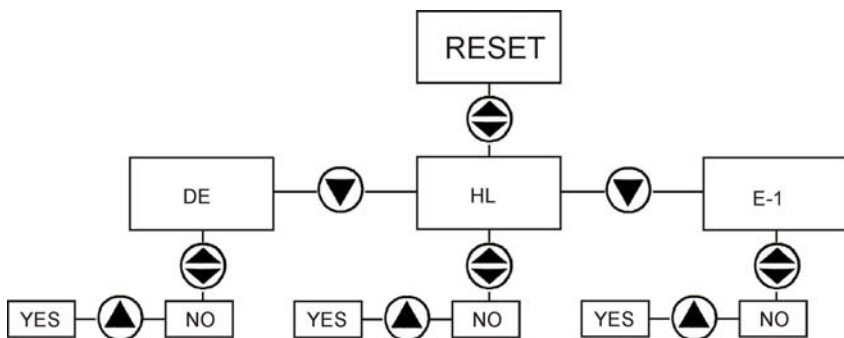 RESET
DE
HL
E-1
YES
NO
YES
NO
YES
NO